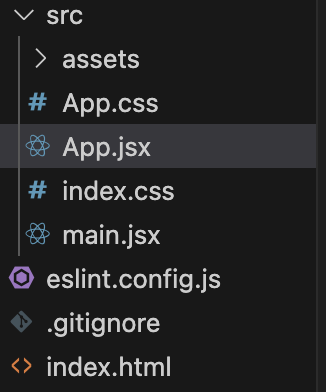 src
assets
# App.css
App.jsx
# index.css
main.jsx
eslint.config.js
.gitignore
<> index.html